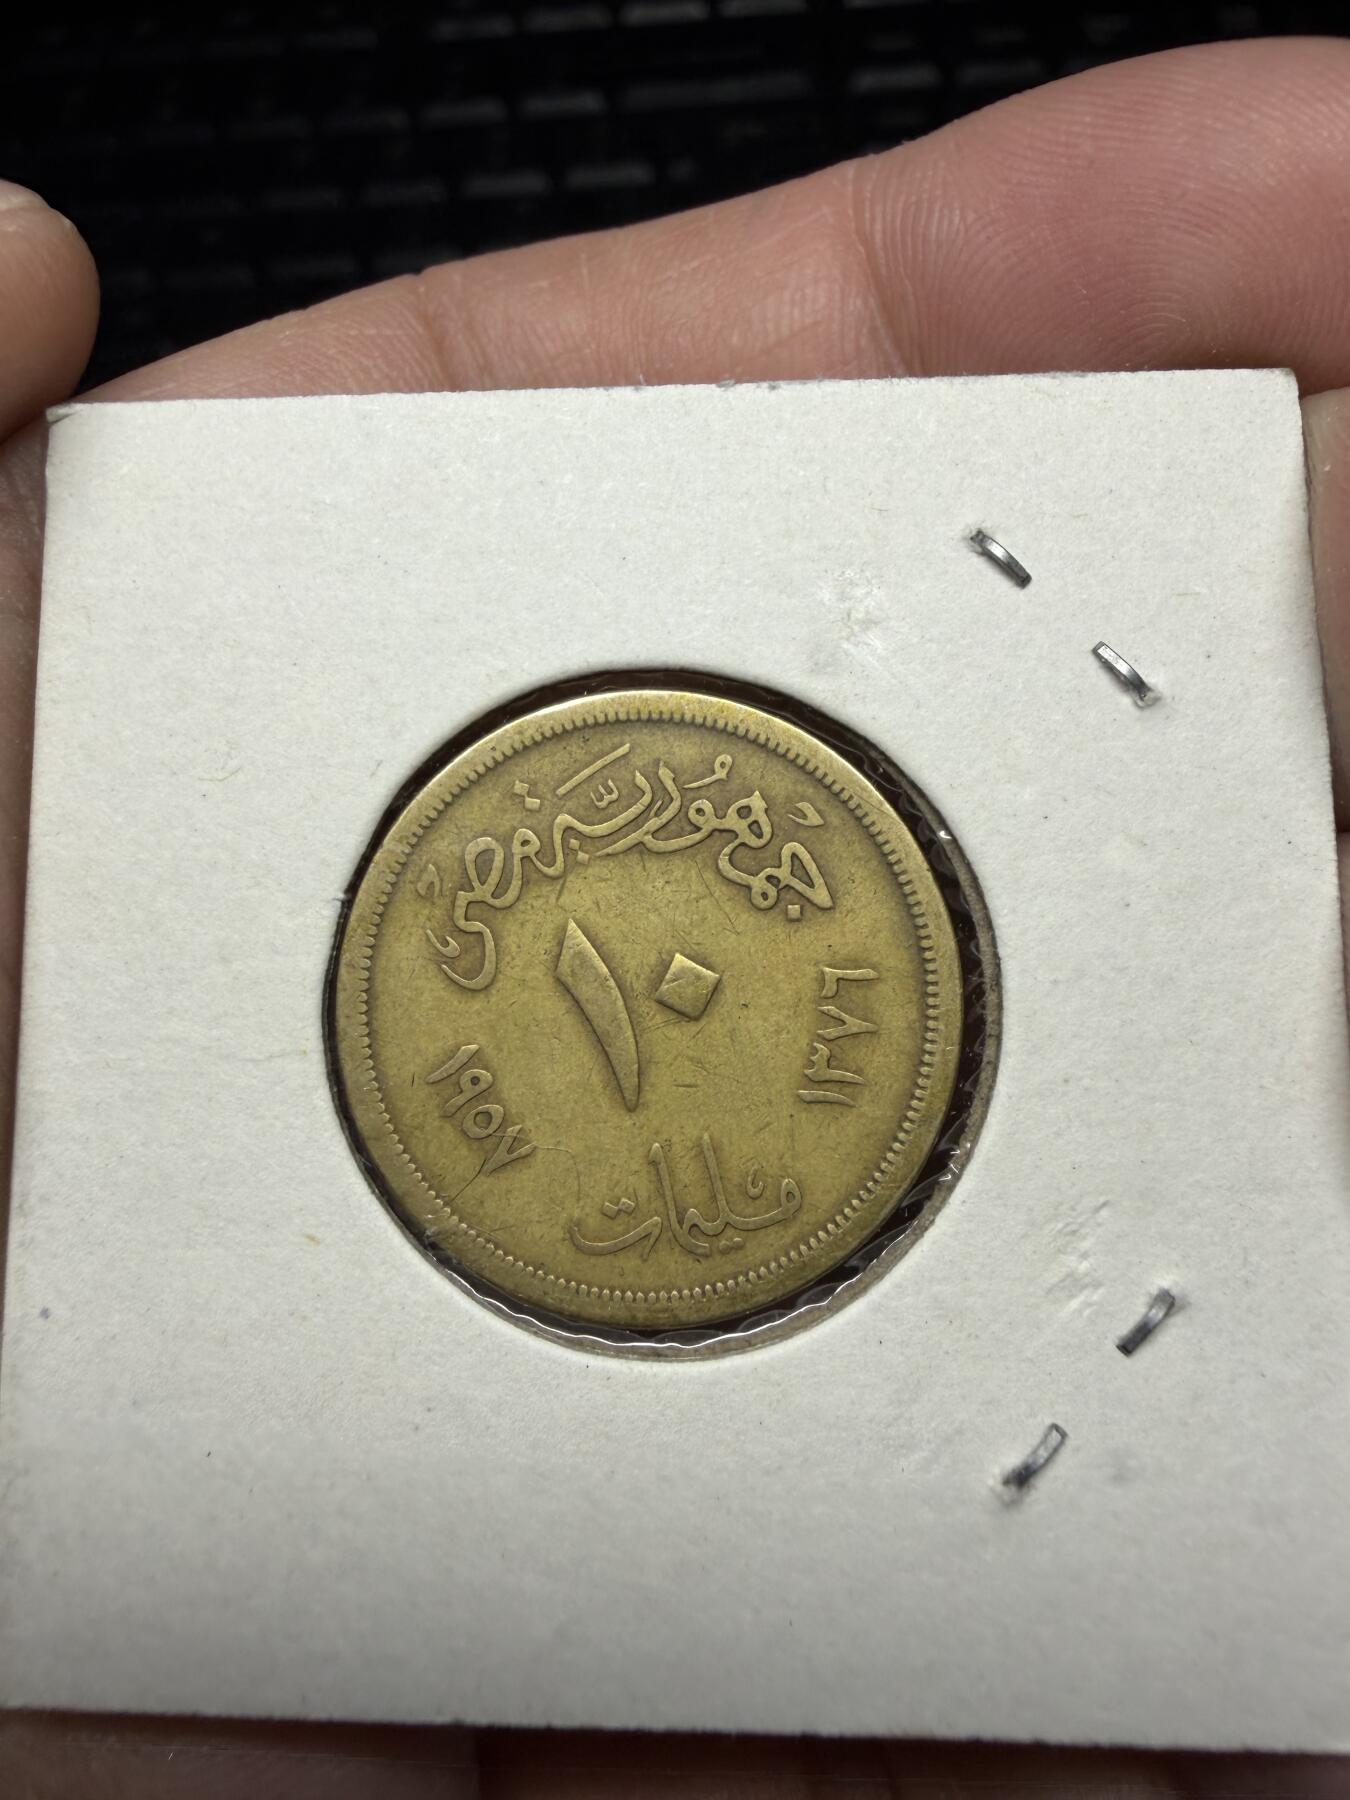 جمهورية مصر
١٠
١٣٧٦
١٩٥٧
مليمات